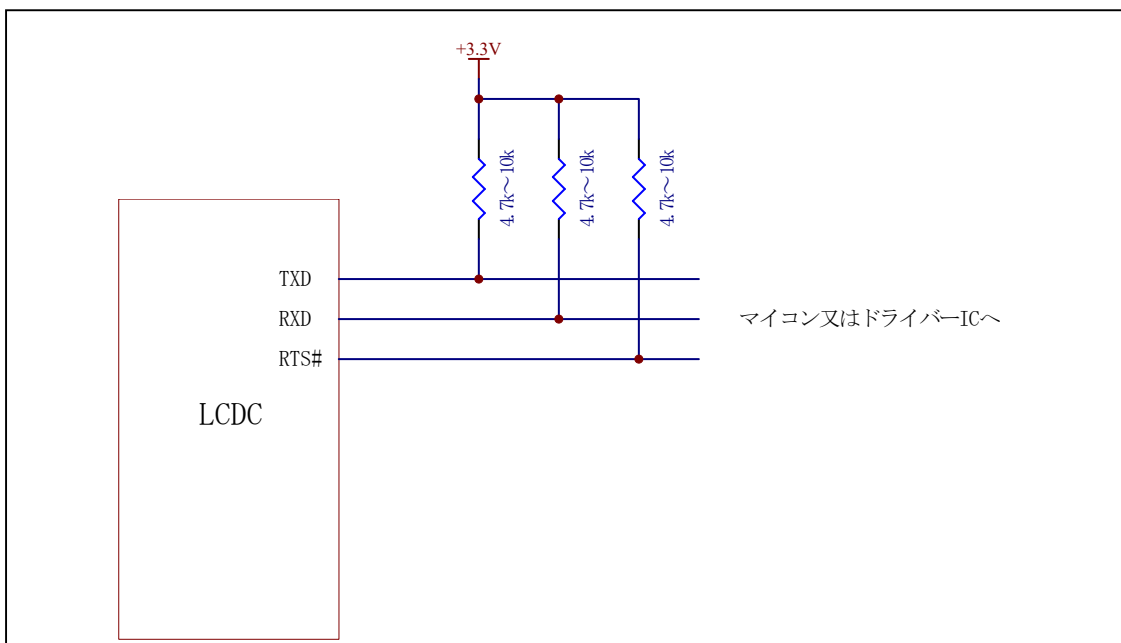 +3.3V
4.7k～10k
4.7k～10k
4.7k～10k
TXD
RXD
マイコン又はドライバーICへ
RTS#
LCDC